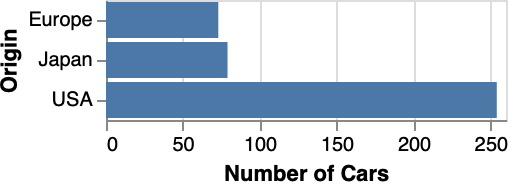 Origin
Europe
Japan
USA
0 50 100 150 200 250
Number of Cars